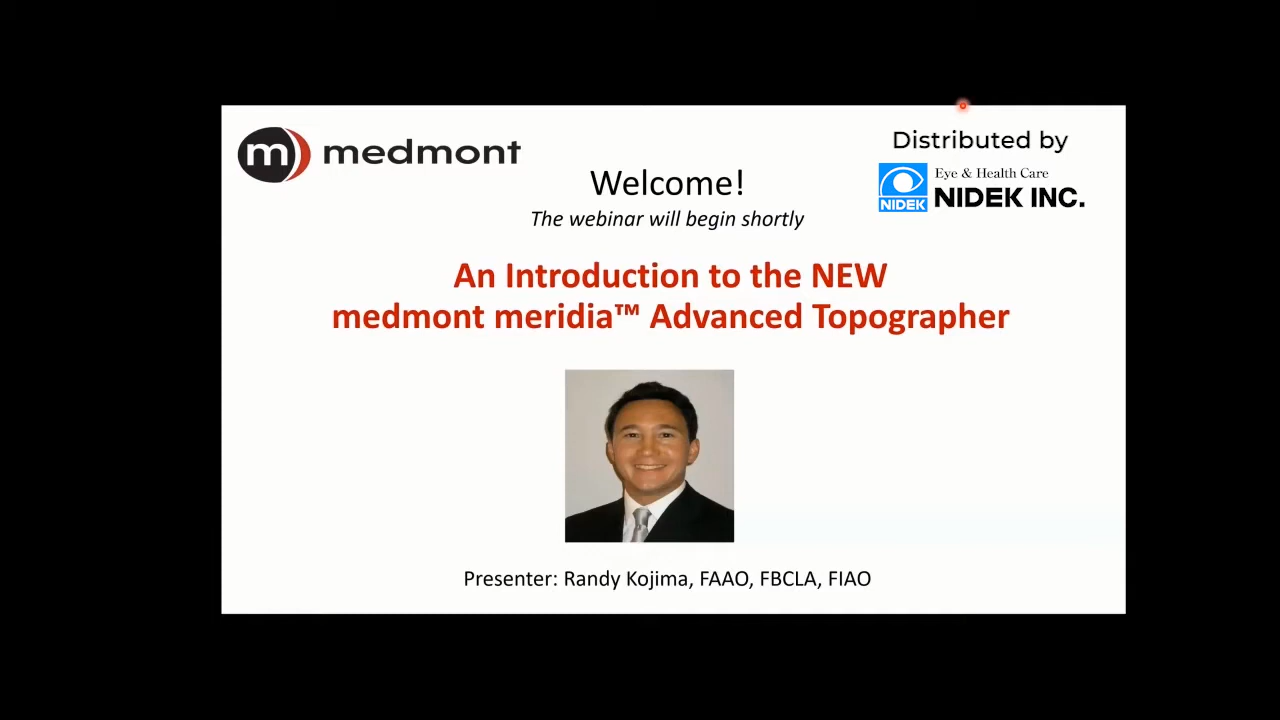 medmont
Distributed by
Eye & Health Care
NIDEK
NIDEK INC.
Welcome!
The webinar will begin shortly
An Introduction to the NEW
medmont meridia™ Advanced Topographer
Presenter: Randy Kojima, FAAO, FBCLA, FIAO